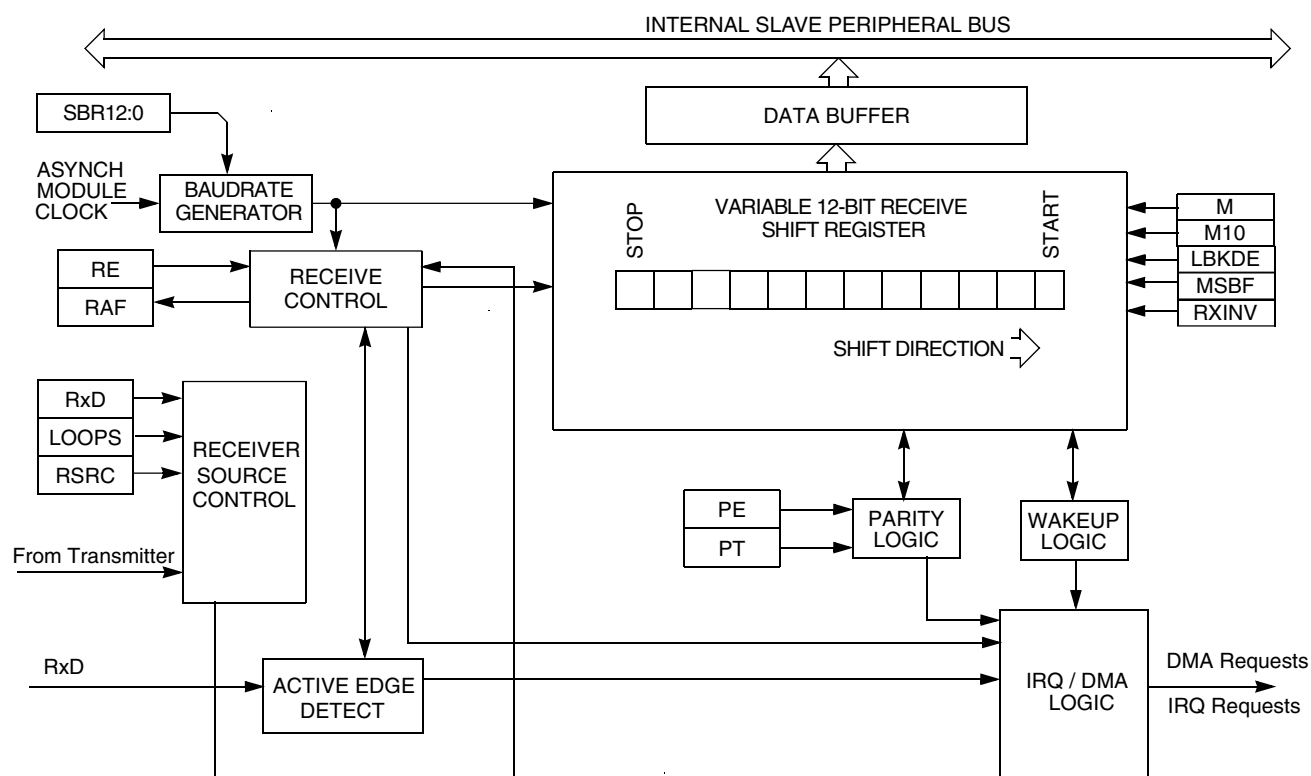 INTERNAL SLAVE PERIPHERAL BUS
SBR12:0
DATA BUFFER
ASYNCH
MODULE
CLOCK
BAUDRATE
GENERATOR
STOP
VARIABLE 12-BIT RECEIVE
SHIFT REGISTER
START
M
M10
LBKDE
MSBF
RXINV
RE
RAF
RECEIVE
CONTROL
SHIFT DIRECTION
RxD
LOOPS
RSRC
RECEIVER
SOURCE
CONTROL
From Transmitter
PE
PT
PARITY
LOGIC
WAKEUP
LOGIC
RxD
ACTIVE EDGE
DETECT
IRQ / DMA
LOGIC
DMA Requests
IRQ Requests